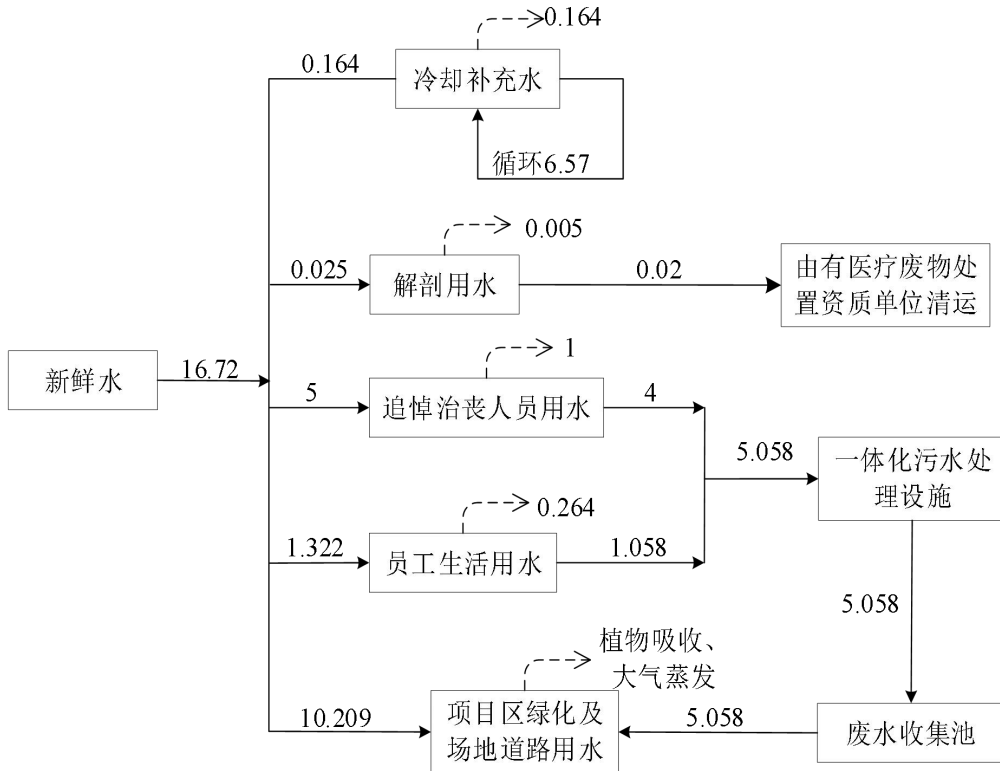 0.164
0.164
冷却补充水
循环6.57
0.005
0.025
解剖用水
0.02
由有医疗废物处
置资质单位清运
新鲜水
16.72
1
5
追悼治丧人员用水
4
5.058
一体化污水处
理设施
0.264
1.322
员工生活用水
1.058
5.058
植物吸收、
大气蒸发
10.209
项目区绿化及
场地道路用水
5.058
废水收集池